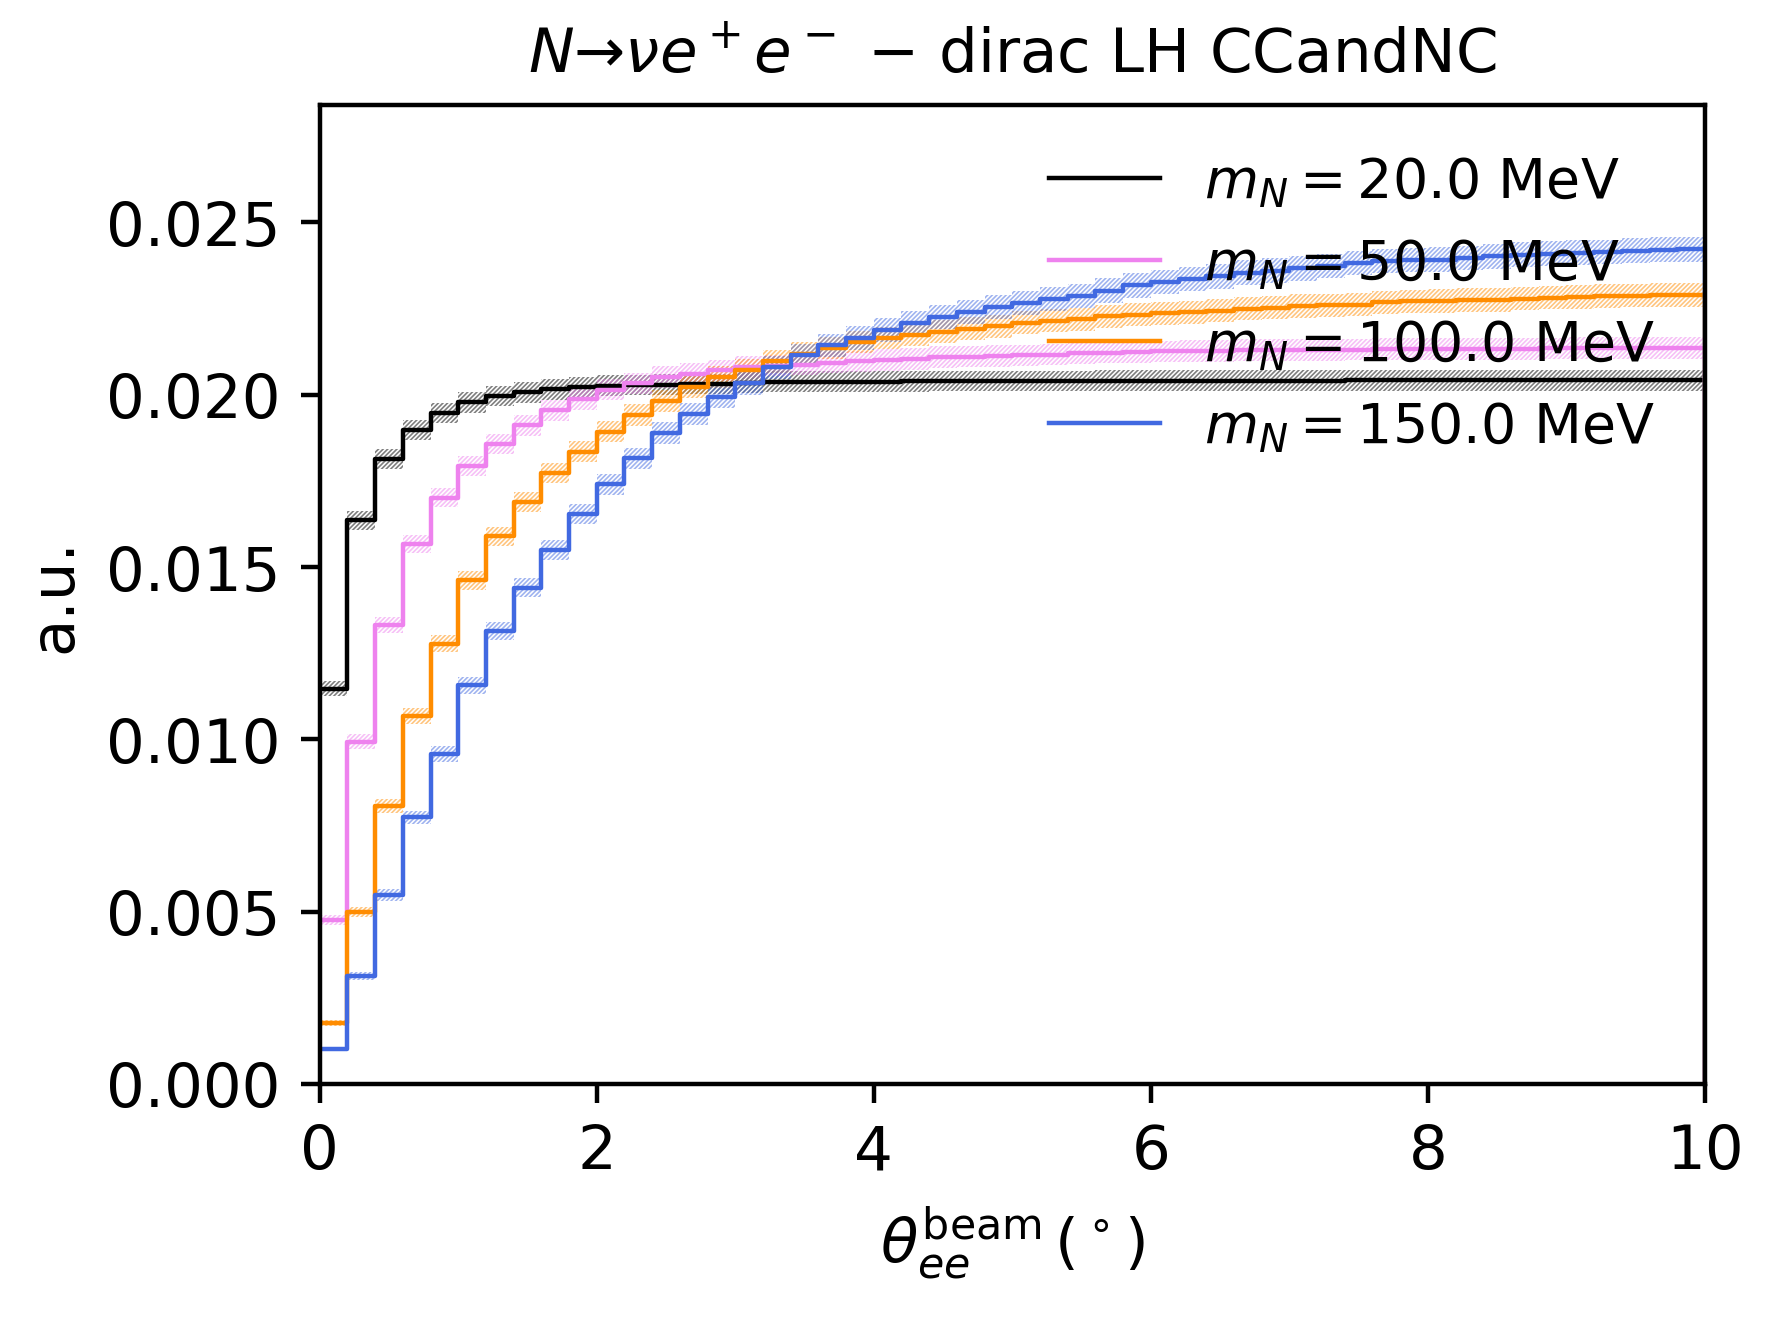 N→νe⁺e⁻ − dirac LH CCandNC
a.u.
0.025
0.020
0.015
0.010
0.005
0.000
m_N = 20.0 MeV
m_N = 50.0 MeV
m_N = 100.0 MeV
m_N = 150.0 MeV
0 2 4 6 8 10
θ_ee^beam (°)